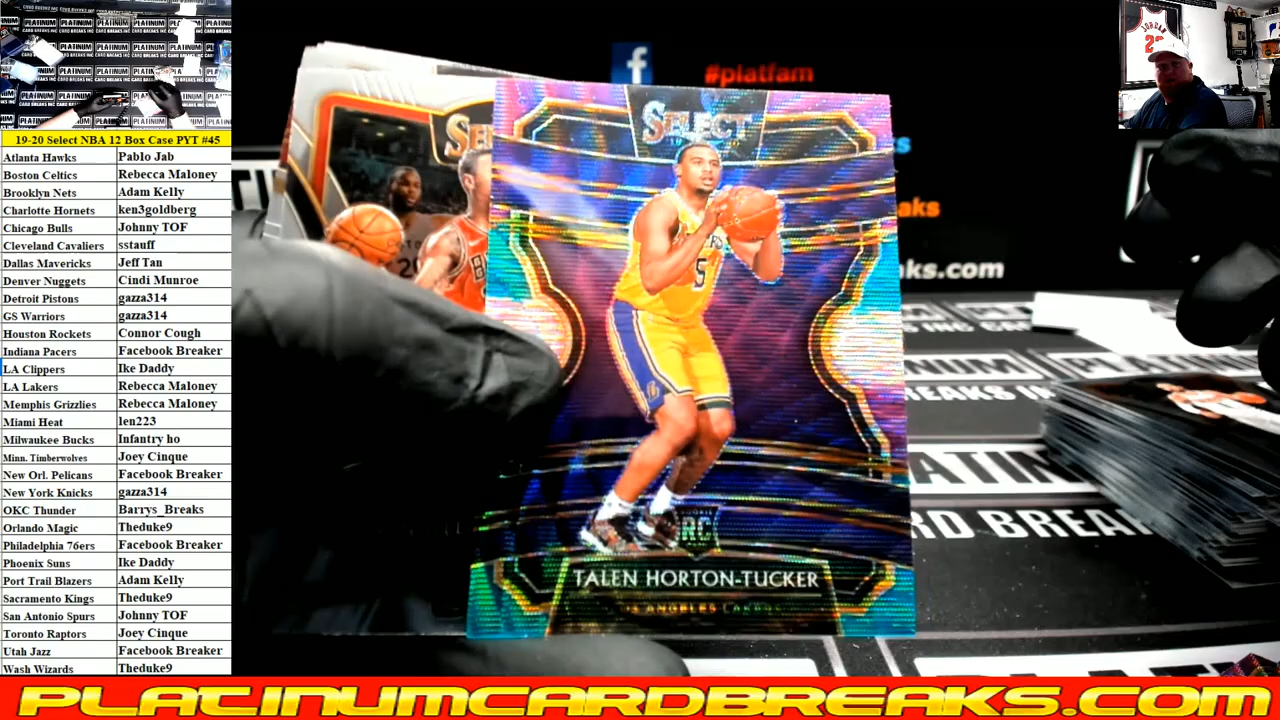 19-20 Select NBA 12 Box Case PYT #45
Atlanta Hawks Pablo Jab
Boston Celtics Rebecca Maloney
Brooklyn Nets Adam Kelly
Charlotte Hornets ken3goldberg
Chicago Bulls Johnny TOF
Cleveland Cavaliers sstauff
Dallas Mavericks Jeff Tan
Denver Nuggets Cindi Munroe
Detroit Pistons gazza314
GS Warriors gazza314
Houston Rockets Conor Cough
Indiana Pacers Facebook Breaker
LA Clippers Ike Daddy
LA Lakers Rebecca Maloney
Memphis Grizzlies Rebecca Maloney
Miami Heat len223
Milwaukee Bucks Infantry ho
Minn. Timberwolves Joey Cinque
New Orl. Pelicans Facebook Breaker
New York Knicks gazza314
OKC Thunder Barrys_Breaks
Orlando Magic Theduke9
Philadelphia 76ers Facebook Breaker
Phoenix Suns Ike Daddy
Port Trail Blazers Adam Kelly
Sacramento Kings Theduke9
San Antonio Spurs Johnny TOF
Toronto Raptors Joey Cinque
Utah Jazz Facebook Breaker
Wash Wizards Theduke9
f #platfam
SELECT
5
RC
TALEN HORTON-TUCKER
JORDAN
PLATINUMCARDBREAKS.COM